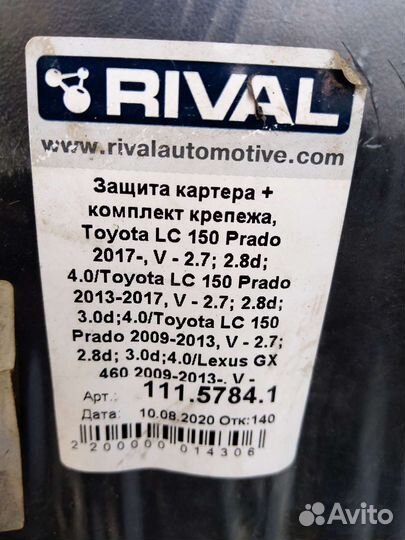 RIVAL
www.rivalautomotive.com
Защита картера +
комплект крепежа,
Toyota LC 150 Prado
2017-, V - 2.7; 2.8d;
4.0/Toyota LC 150 Prado
2013-2017, V - 2.7; 2.8d;
3.0d;4.0/Toyota LC 150
Prado 2009-2013, V - 2.7;
2.8d; 3.0d;4.0/Lexus GX
460 2009-2013-, V -
Арт.: 111.5784.1
Дата: 10.08.2020 Отк:140
2 200000 014306
Avito